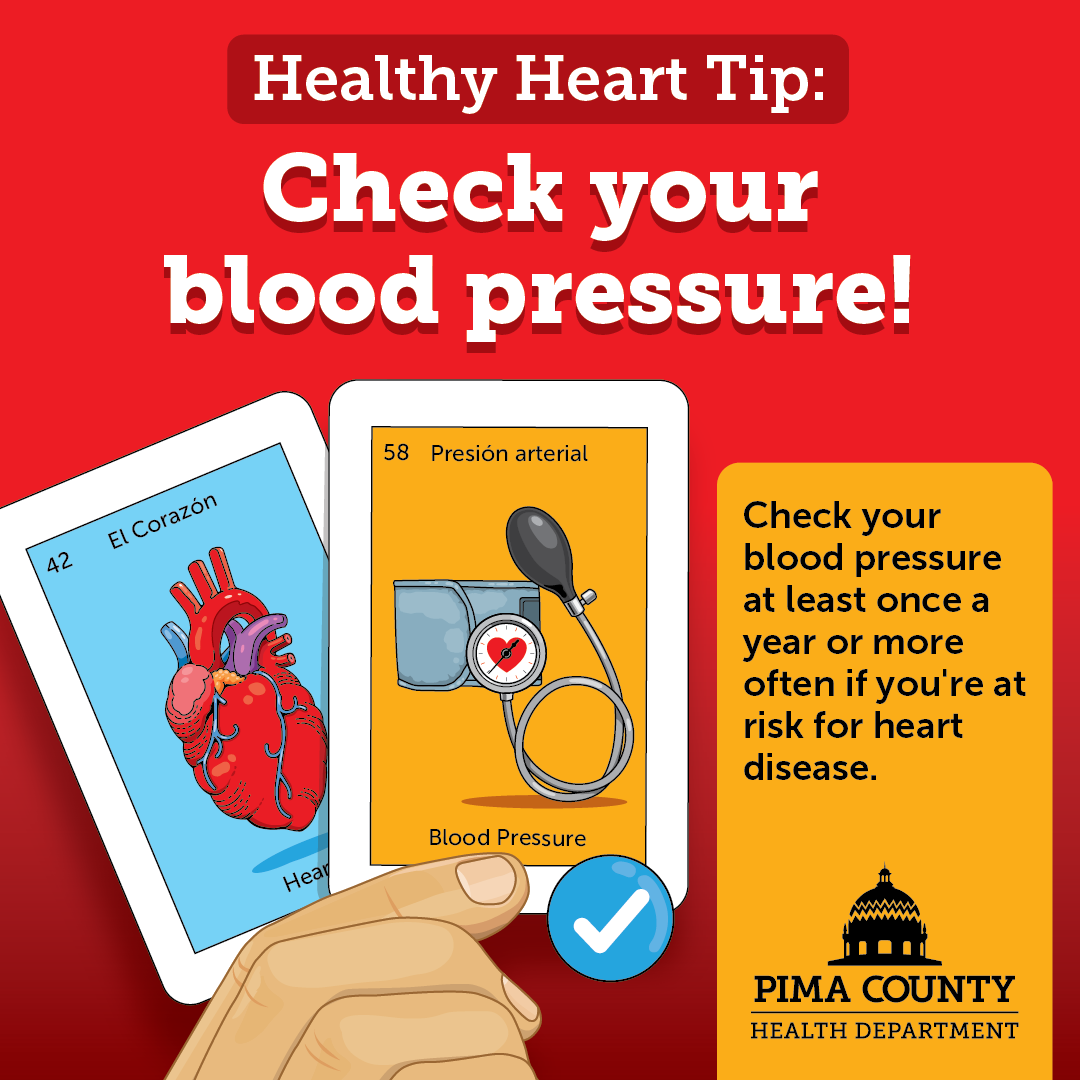 Healthy Heart Tip:
Check your
blood pressure!
42 El Corazón
Hear
58 Presión arterial
Blood Pressure
Check your
blood pressure
at least once a
year or more
often if you're at
risk for heart
disease.
PIMA COUNTY
HEALTH DEPARTMENT